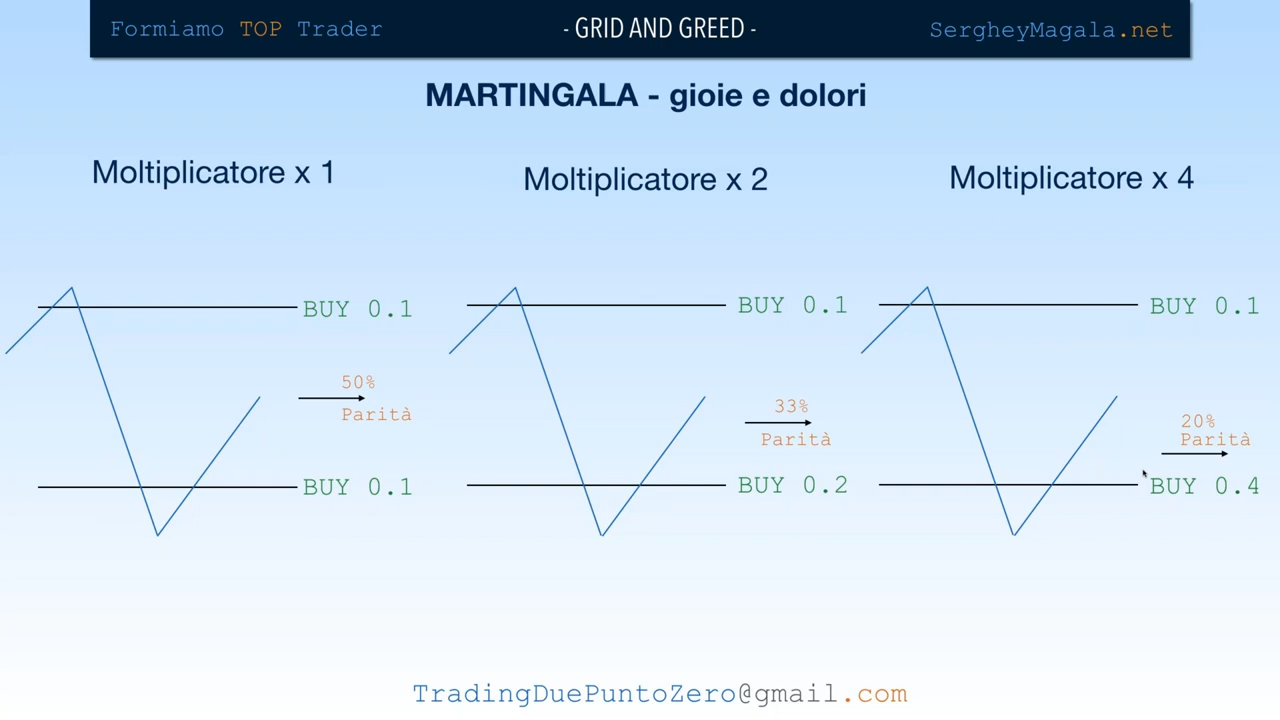 Formiamo TOP Trader
- GRID AND GREED -
SergheyMagala.net
MARTINGALA - gioie e dolori
Moltiplicatore x 1
BUY 0.1
50%
Parità
BUY 0.1
Moltiplicatore x 2
BUY 0.1
33%
Parità
BUY 0.2
Moltiplicatore x 4
BUY 0.1
20%
Parità
BUY 0.4
TradingDuePuntoZero@gmail.com